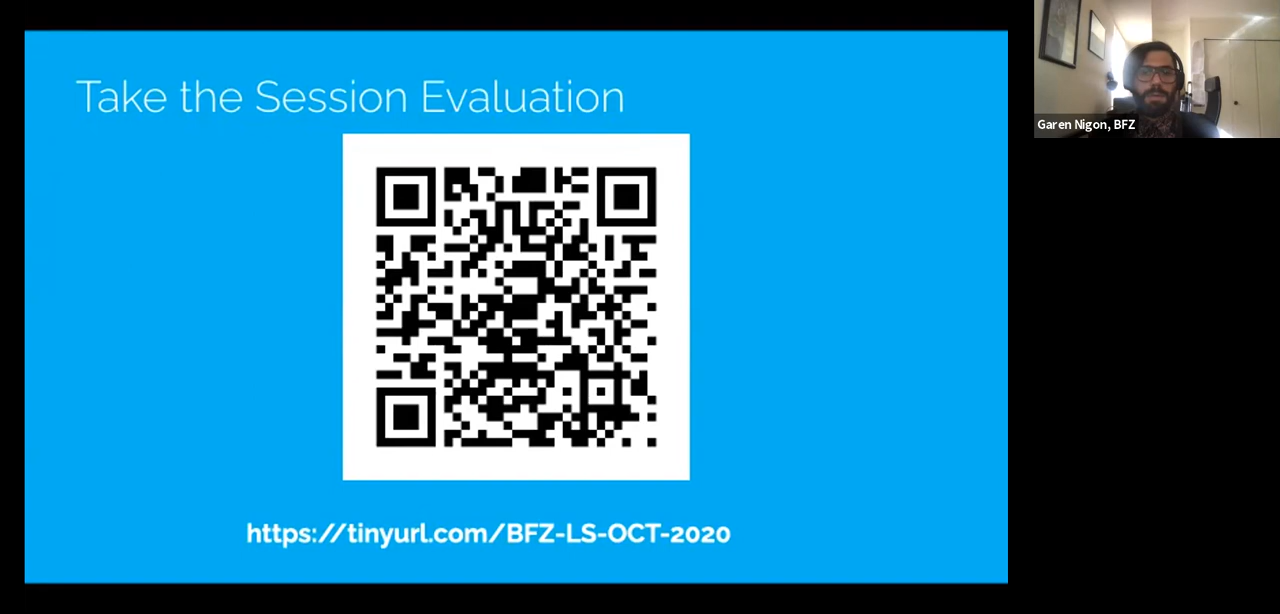 Take the Session Evaluation
https://tinyurl.com/BFZ-LS-OCT-2020
Garen Nigon, BFZ